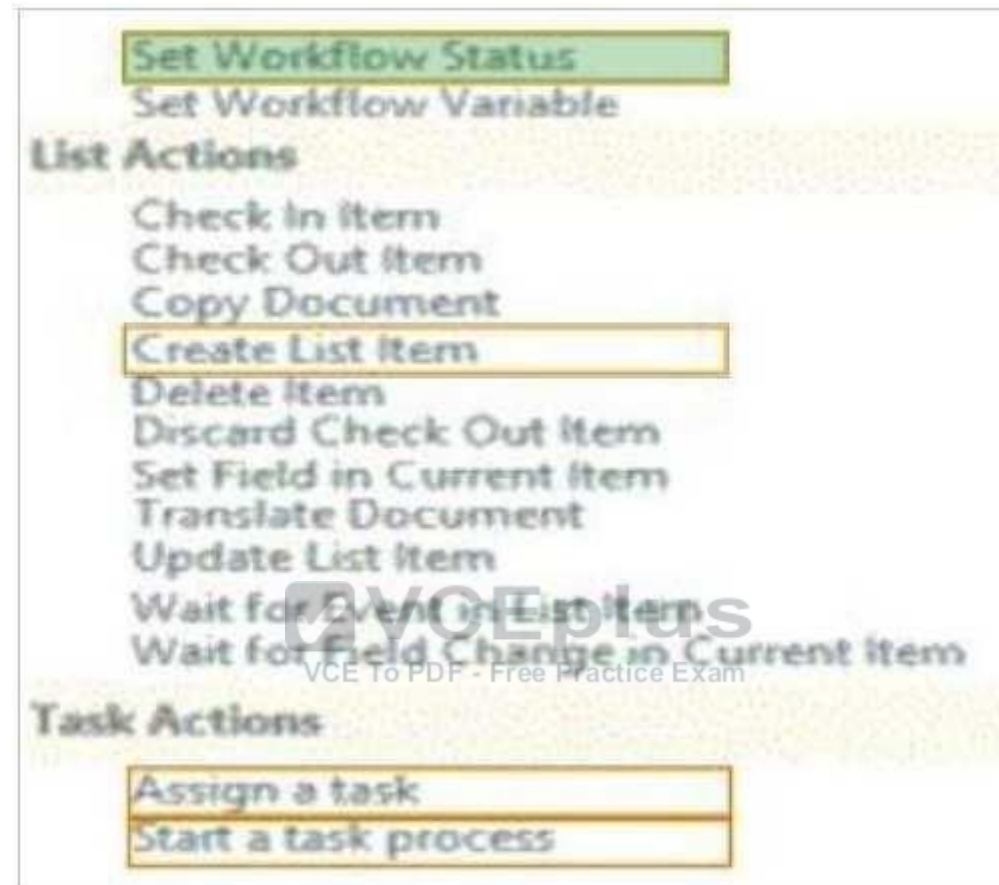 Set Workflow Status
Set Workflow Variable
List Actions
Check In Item
Check Out Item
Copy Document
Create List Item
Delete Item
Discard Check Out Item
Set Field in Current Item
Translate Document
Update List Item
Wait for Event in List Item
VCEplus
Wait for Field Change in Current Item
VCE To PDF - Free Practice Exam
Task Actions
Assign a task
Start a task process